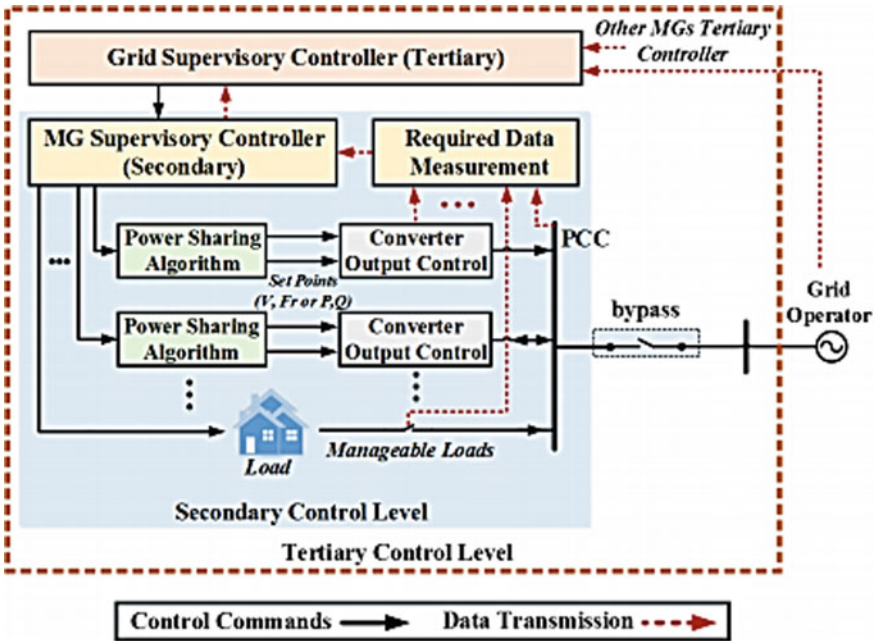 Other MGs Tertiary
Controller
Grid Supervisory Controller (Tertiary)
MG Supervisory Controller
(Secondary)
Required Data
Measurement
PCC
Power Sharing
Algorithm
Converter
Output Control
Set Points
(V, Fr or P,Q)
Power Sharing
Algorithm
Converter
Output Control
bypass
Grid
Operator
Load
Manageable Loads
Secondary Control Level
Tertiary Control Level
Control Commands
Data Transmission